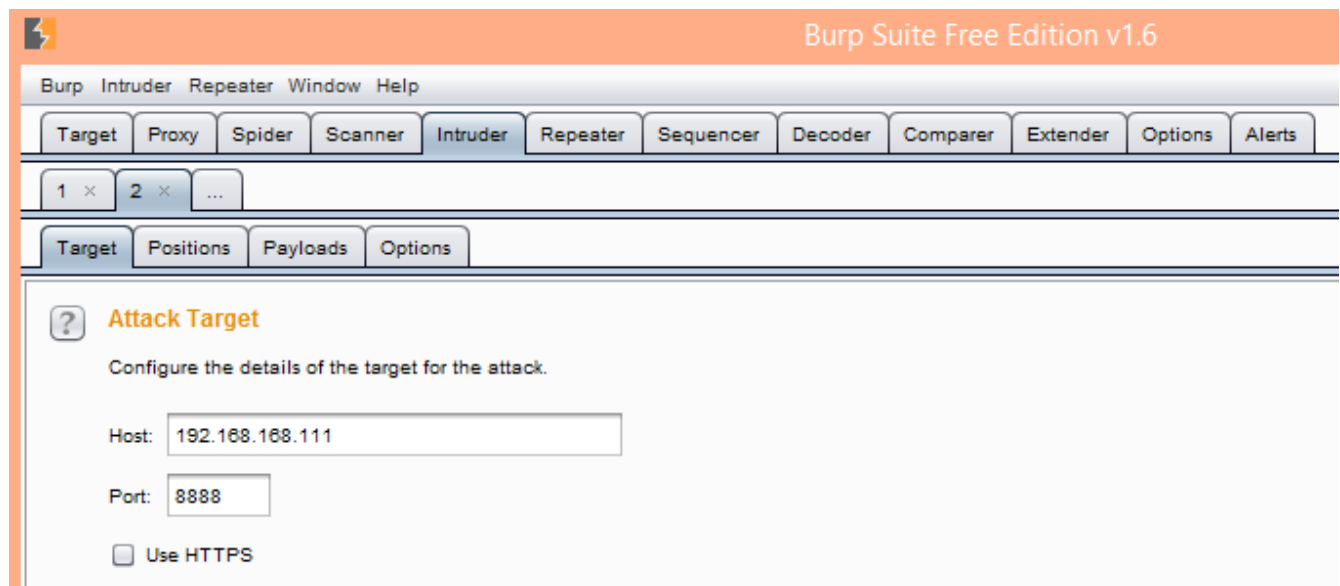 Burp Suite Free Edition v1.6
Burp Intruder Repeater Window Help
Target Proxy Spider Scanner Intruder Repeater Sequencer Decoder Comparer Extender Options Alerts
1 × 2 × ...
Target Positions Payloads Options
? Attack Target
Configure the details of the target for the attack.
Host: 192.168.168.111
Port: 8888
Use HTTPS